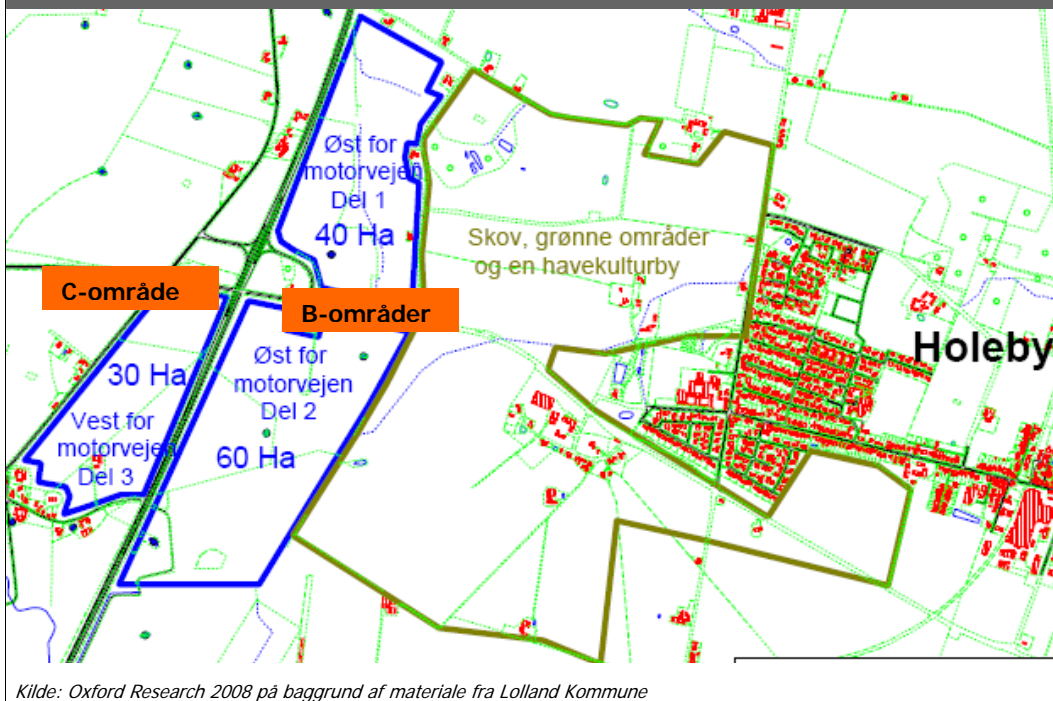 Øst for
motorvejen
Del 1
40 Ha
Skov, grønne områder
og en havekulturby
C-område
B-områder
Holeby
30 Ha
Øst for
motorvejen
Del 2
60 Ha
Vest for
motorvejen
Del 3
Kilde: Oxford Research 2008 på baggrund af materiale fra Lolland Kommune